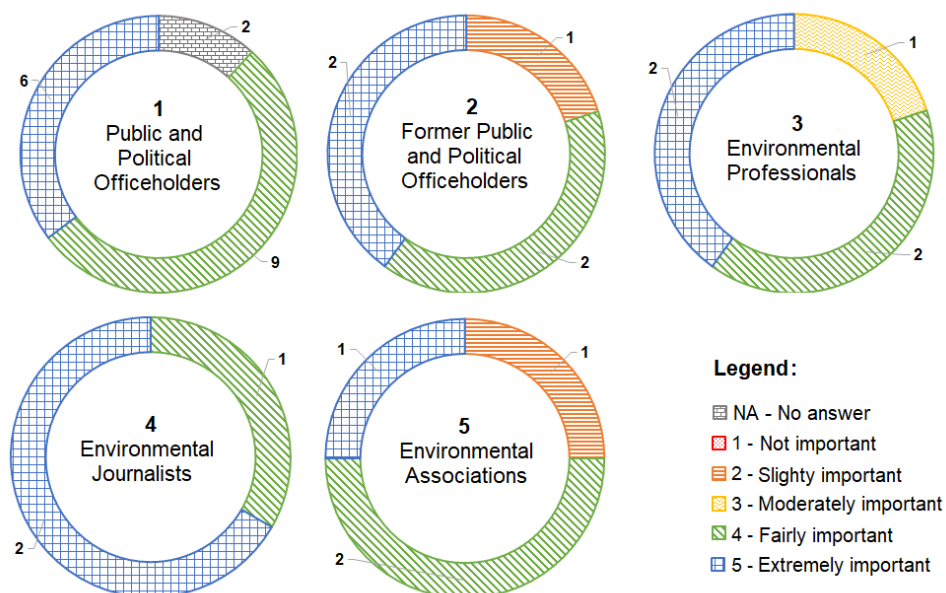 2
6
9
1
Public and
Political
Officeholders
1
2
2
2
Former Public
and Political
Officeholders
1
2
2
3
Environmental
Professionals
1
2
4
Environmental
Journalists
1
1
2
5
Environmental
Associations
Legend:
NA - No answer
1 - Not important
2 - Slighty important
3 - Moderately important
4 - Fairly important
5 - Extremely important